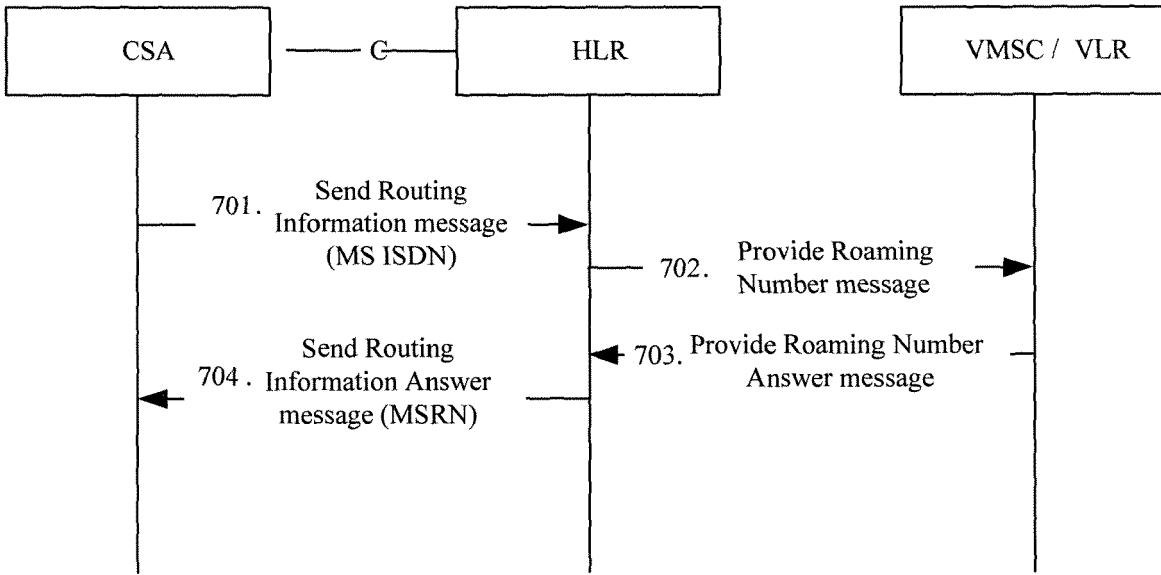 CSA
C
HLR
VMSC / VLR
701. Send Routing
Information message
(MS ISDN)
702. Provide Roaming
Number message
703. Provide Roaming Number
Answer message
704. Send Routing
Information Answer
message (MSRN)